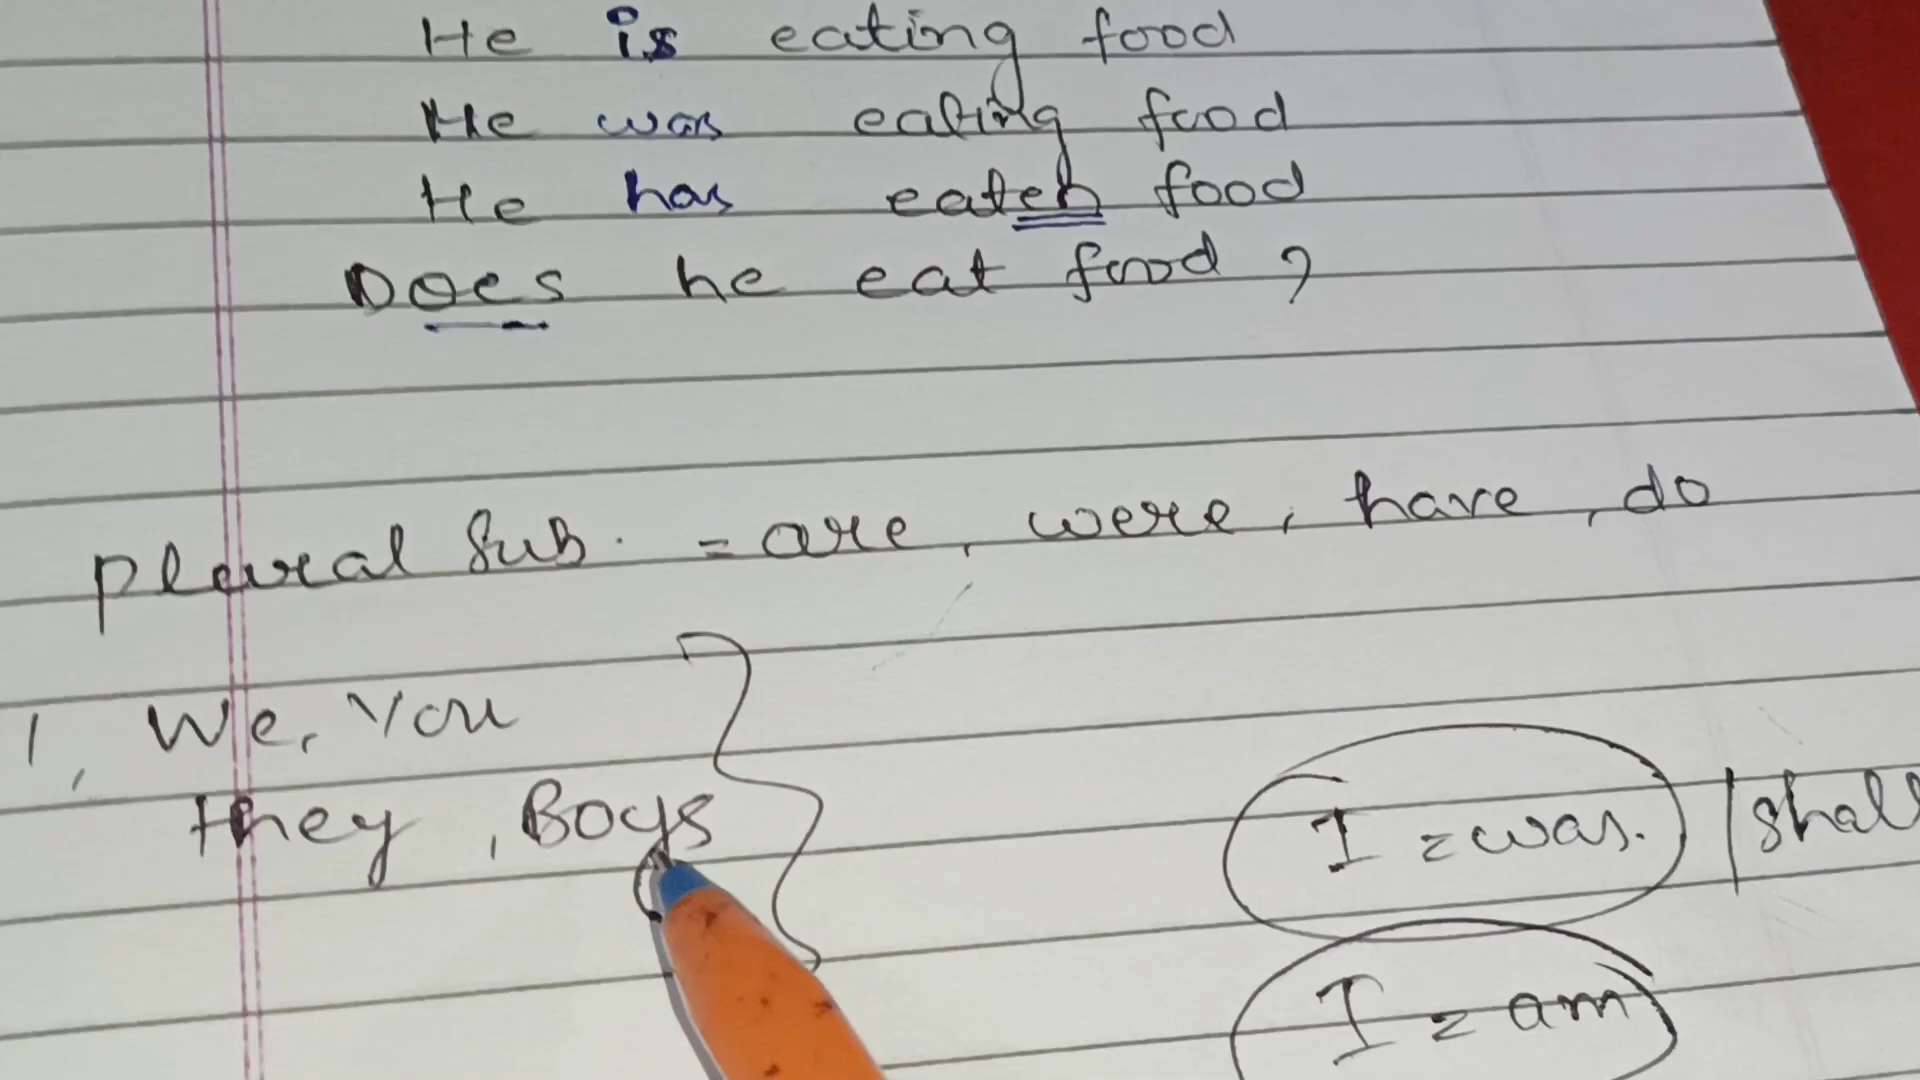 He is eating food
He was eating food
He has eaten food
Does he eat food ?
Plural Sub. = are, were, have, do
I, We, You
They, Boys
I = was. |
I = am